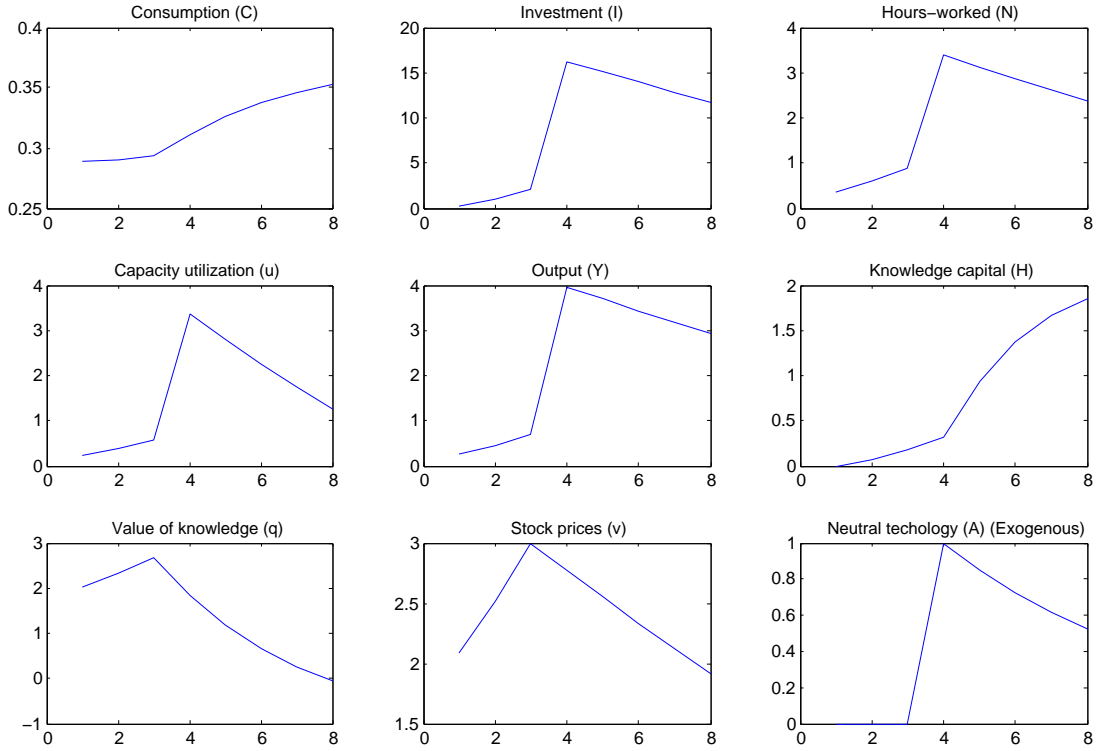 Consumption (C)
0.4
0.35
0.3
0.25
0 2 4 6 8
Investment (I)
20
15
10
5
0
0 2 4 6 8
Hours−worked (N)
4
3
2
1
0
0 2 4 6 8
Capacity utilization (u)
4
3
2
1
0
0 2 4 6 8
Output (Y)
4
3
2
1
0
0 2 4 6 8
Knowledge capital (H)
2
1.5
1
0.5
0
0 2 4 6 8
Value of knowledge (q)
3
2
1
0
−1
0 2 4 6 8
Stock prices (v)
3
2.5
2
1.5
0 2 4 6 8
Neutral techology (A) (Exogenous)
1
0.8
0.6
0.4
0.2
0
0 2 4 6 8